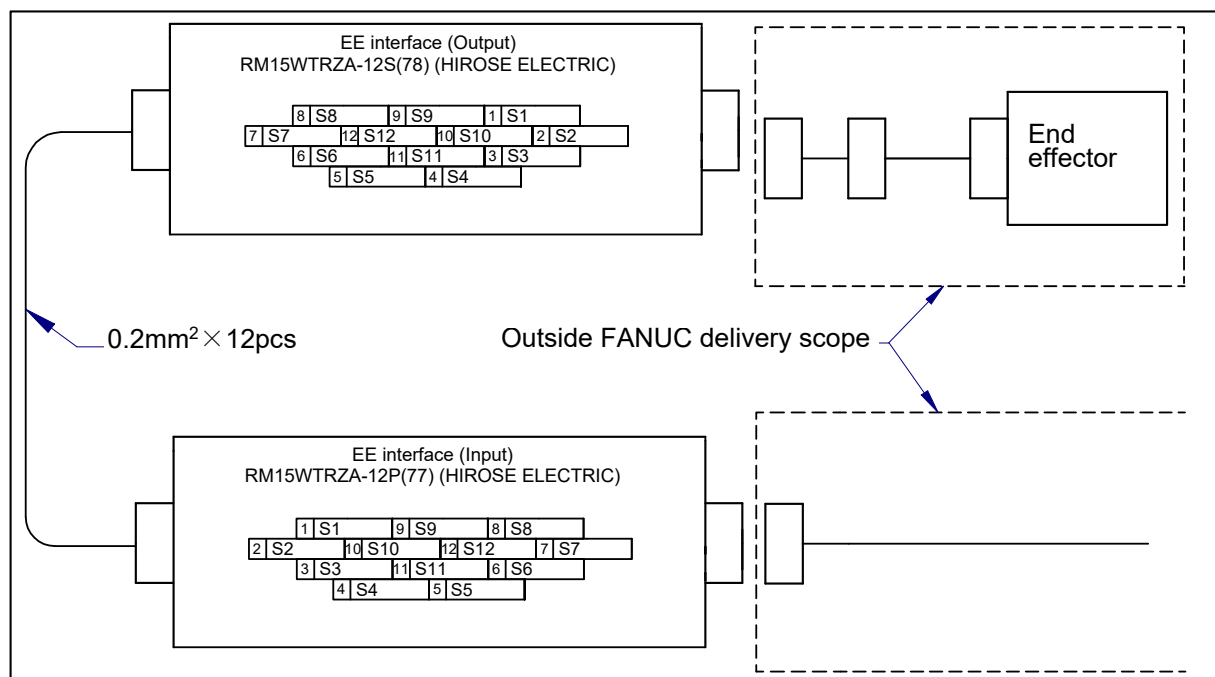 EE interface (Output)
RM15WTRZA-12S(78) (HIROSE ELECTRIC)
8 S8 9 S9 1 S1
7 S7 12 S12 10 S10 2 S2
6 S6 11 S11 3 S3
5 S5 4 S4
End
effector
0.2mm²×12pcs
Outside FANUC delivery scope
EE interface (Input)
RM15WTRZA-12P(77) (HIROSE ELECTRIC)
1 S1 9 S9 8 S8
2 S2 10 S10 12 S12 7 S7
3 S3 11 S11 6 S6
4 S4 5 S5